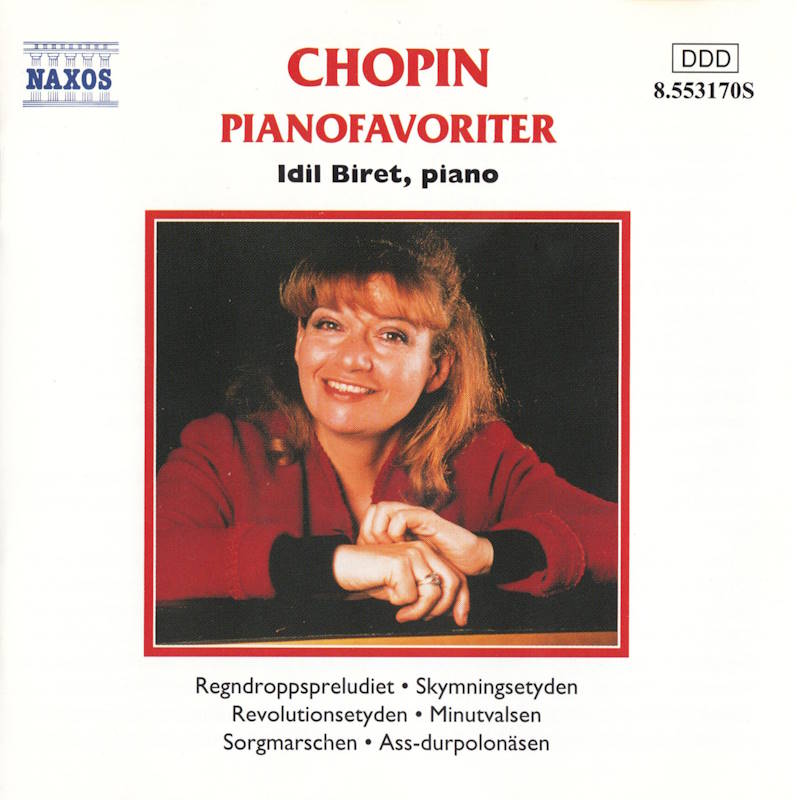 NAXOS
DDD
8.553170S
CHOPIN
PIANOFAVORITER
Idil Biret, piano
Regndroppspreludiet • Skymningsetyden
Revolutionsetyden • Minutvalsen
Sorgmarschen • Ass-durpolonäsen